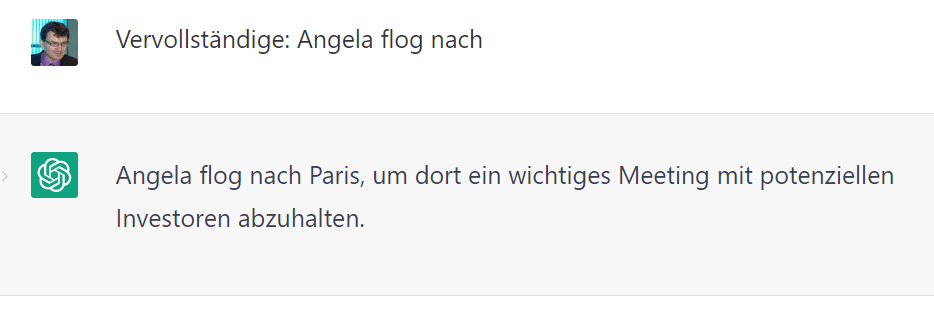 Vervollständige: Angela flog nach
Angela flog nach Paris, um dort ein wichtiges Meeting mit potenziellen
Investoren abzuhalten.